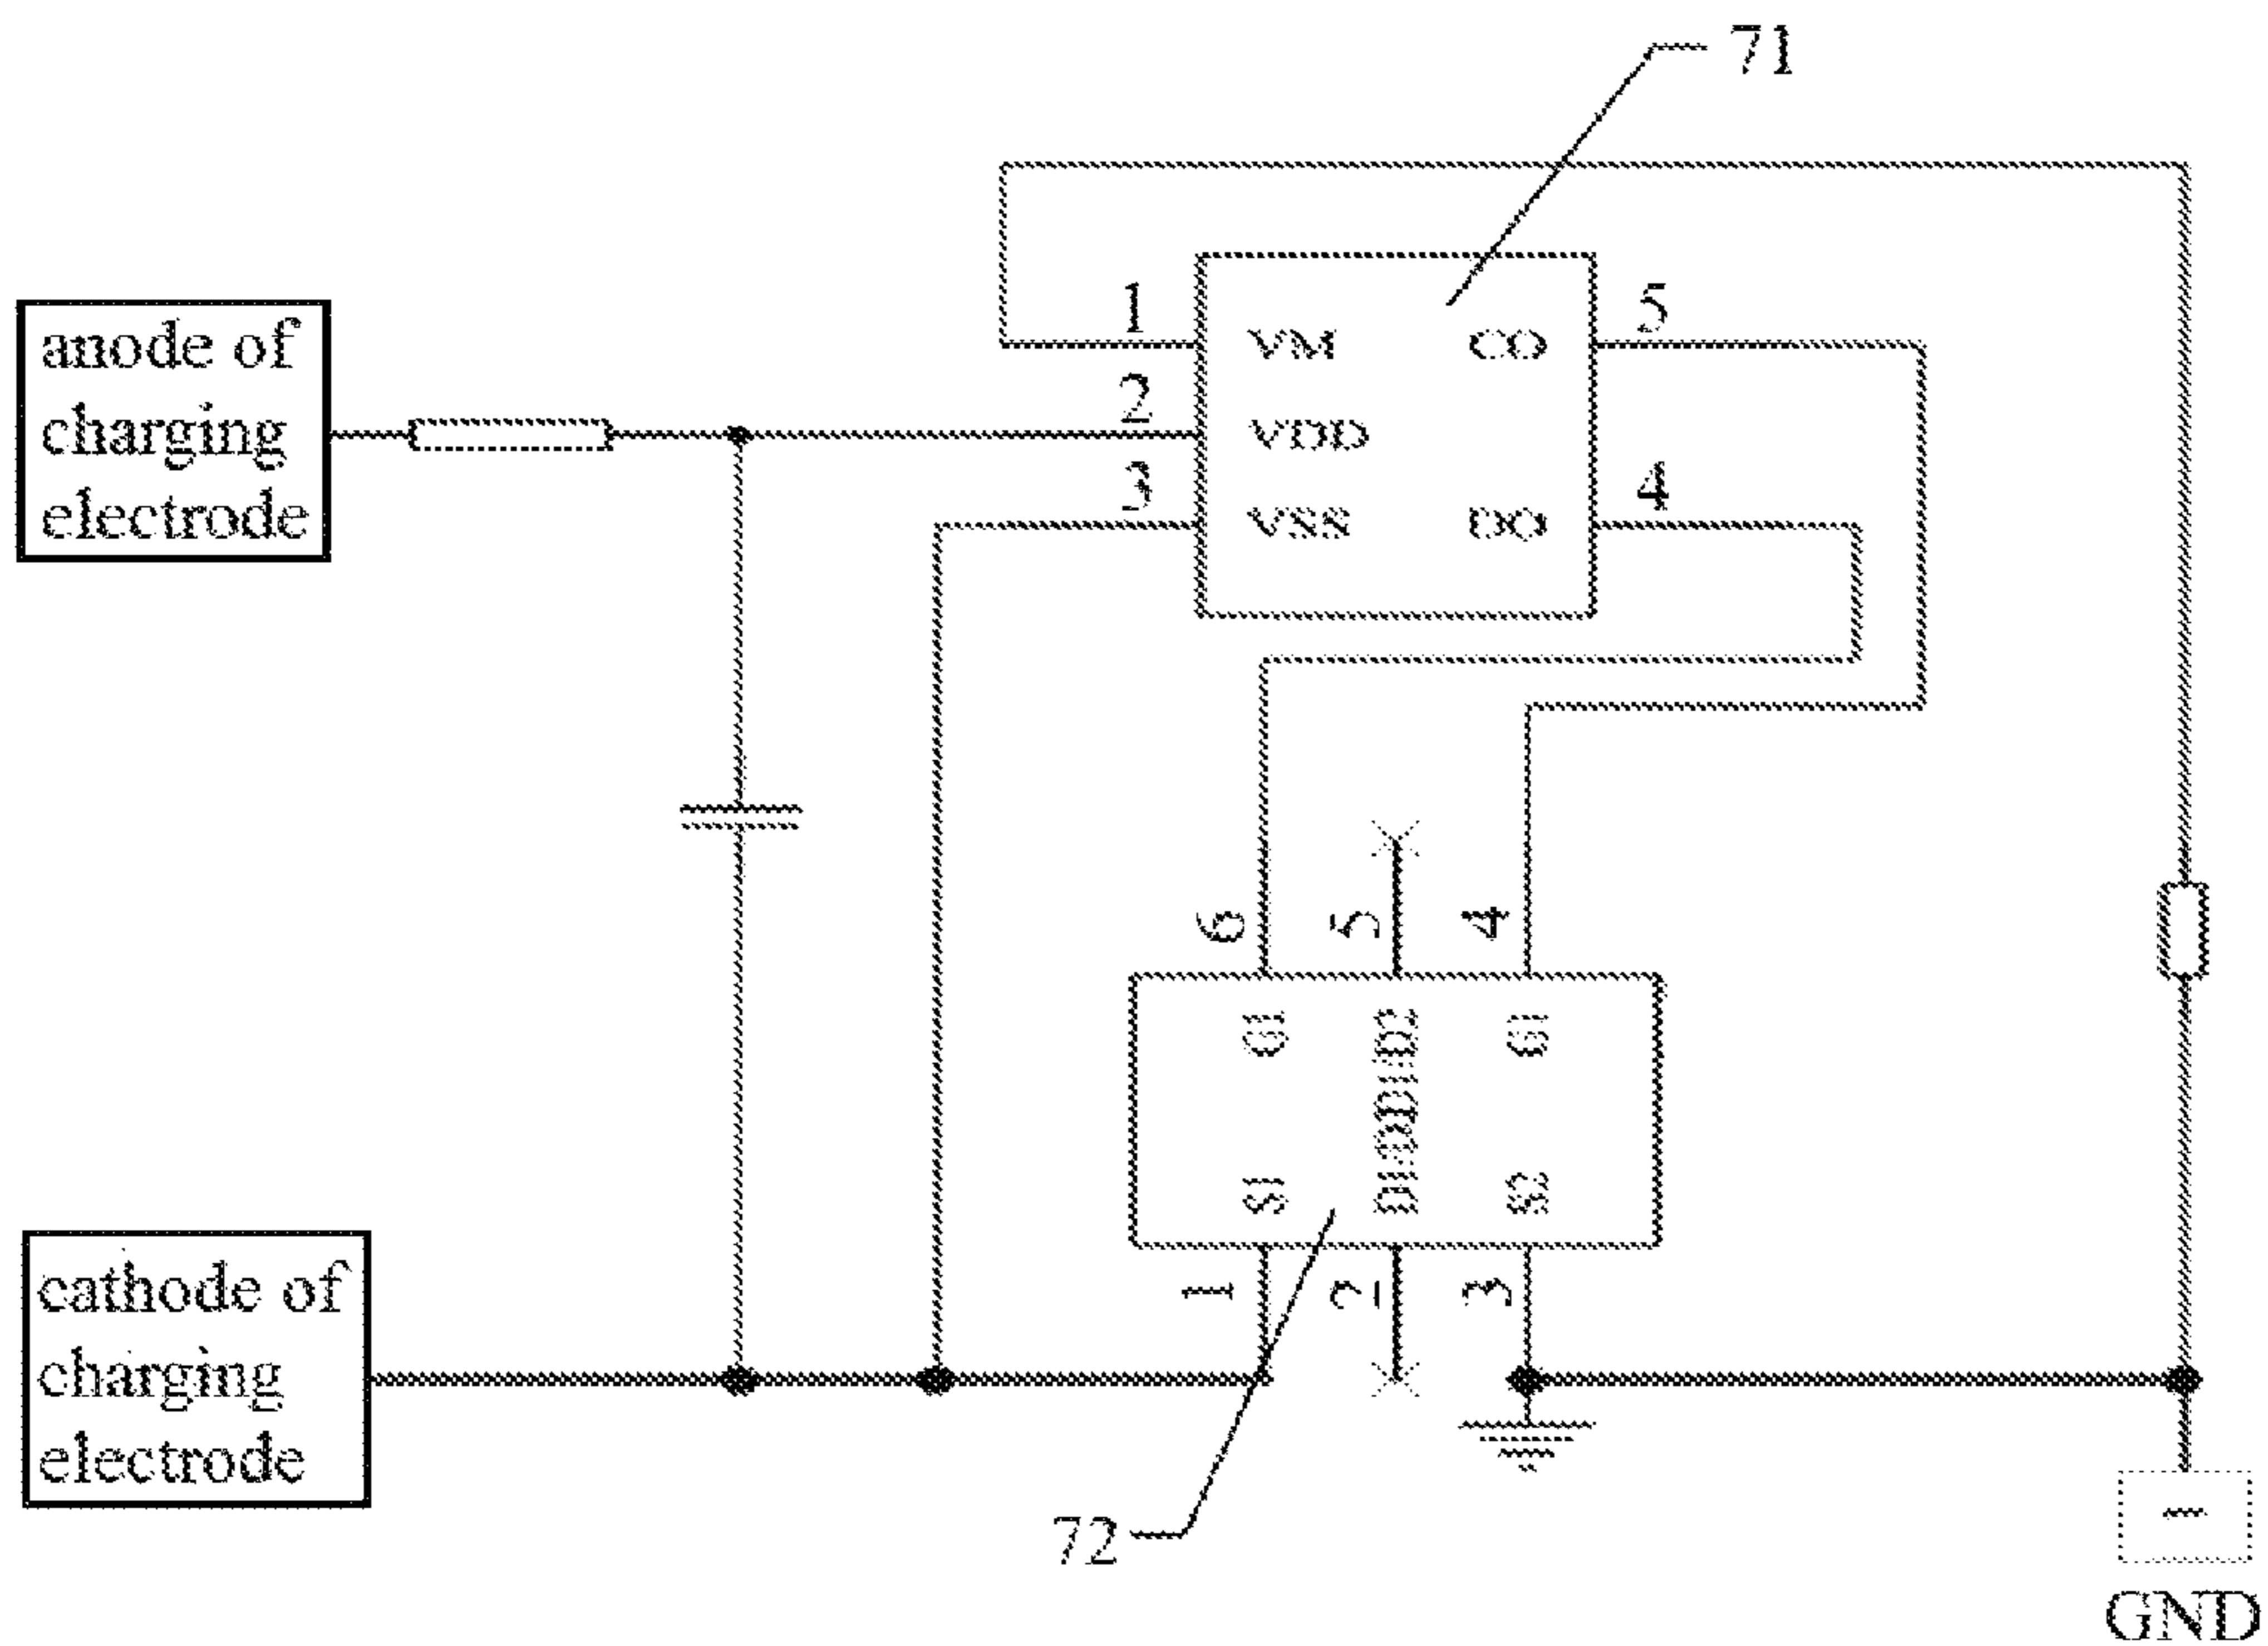 71
1
5
anode of
VM
CO
2
charging
VDD
3
4
electrode
VSS
DO
6
5
4
G1
G1
S1
S2
cathode of
1
2
3
charging
electrode
72
GND